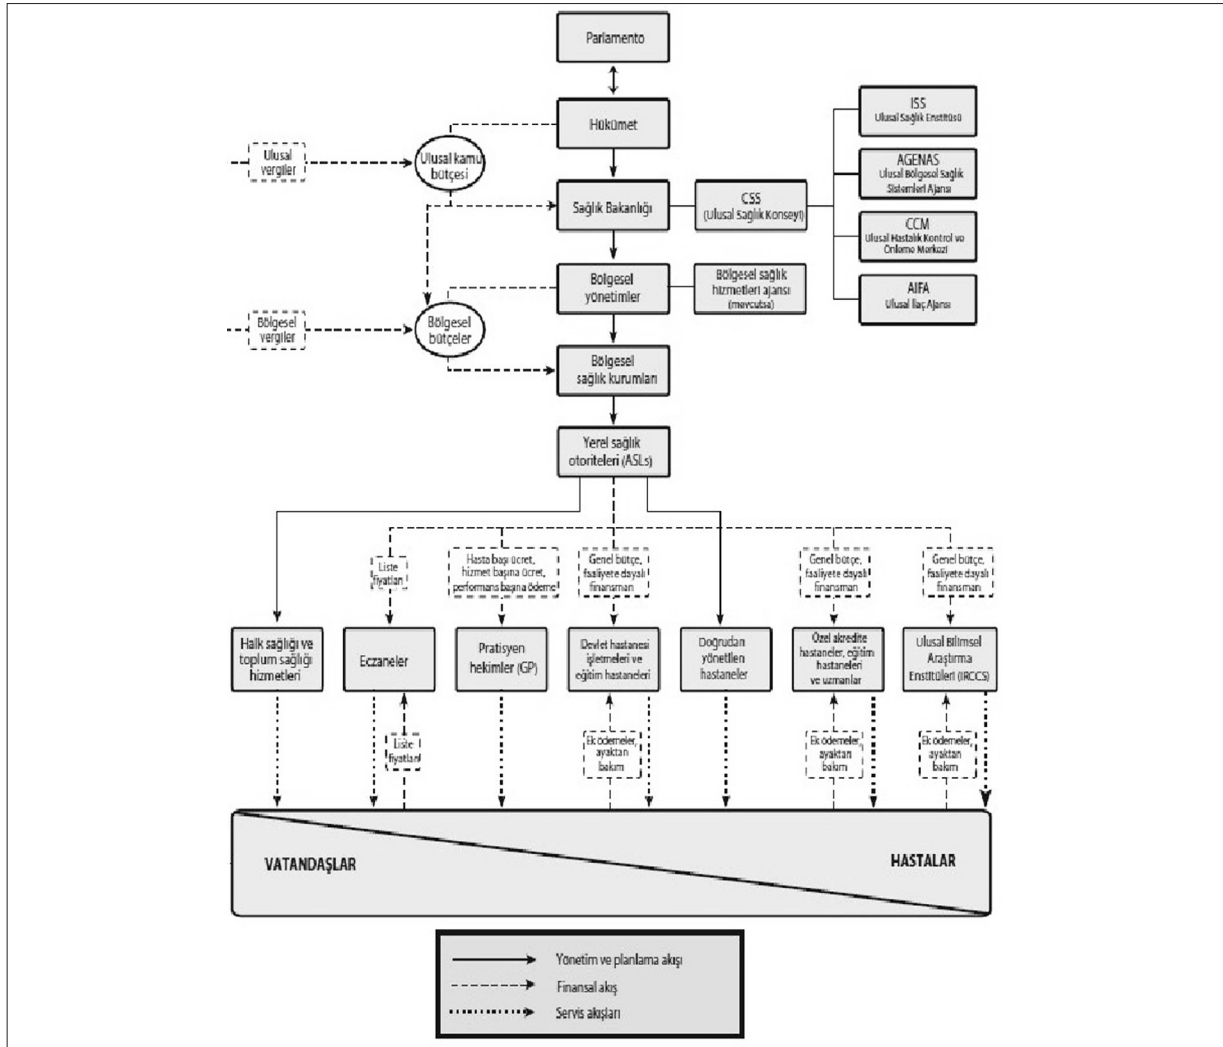 Parlamento
Hükümet
ISS
Ulusal Sağlık Enstitüsü
Ulusal
vergiler
Ulusal kamu
bütçesi
AGENAS
Ulusal Bölgesel Sağlık
Sistemleri Ajansı
Sağlık Bakanlığı
CSS
(Ulusal Sağlık Konseyi)
CCM
Ulusal Hastalık Kontrol ve
Önleme Merkezi
Bölgesel
yönetimler
Bölgesel sağlık
hizmetleri ajansı
(mevcutsa)
AIFA
Ulusal İlaç Ajansı
Bölgesel
vergiler
Bölgesel
bütçeler
Bölgesel
sağlık kurumları
Yerel sağlık
otoriteleri (ASLs)
Liste
fiyatları
Hasta başı ücret,
hizmet başına ücret,
performans başına ödeme
Genel bütçe,
faaliyete dayalı
finansman
Genel bütçe,
faaliyete dayalı
finansman
Genel bütçe,
faaliyete dayalı
finansman
Halk sağlığı ve
toplum sağlığı
hizmetleri
Eczaneler
Pratisyen
hekimler (GP)
Devlet hastanesi
işletmeleri ve
eğitim hastaneleri
Doğrudan
yönetilen
hastaneler
Özel akredite
hastaneler, eğitim
hastaneleri
ve uzmanlar
Ulusal Bilimsel
Araştırma
Enstitüleri (IRCCS)
Liste
fiyatları
Ek ödemeler,
ayaktan
bakım
Ek ödemeler,
ayaktan
bakım
Ek ödemeler,
ayaktan
bakım
VATANDAŞLAR
HASTALAR
Yönetim ve planlama akışı
Finansal akış
Servis akışları